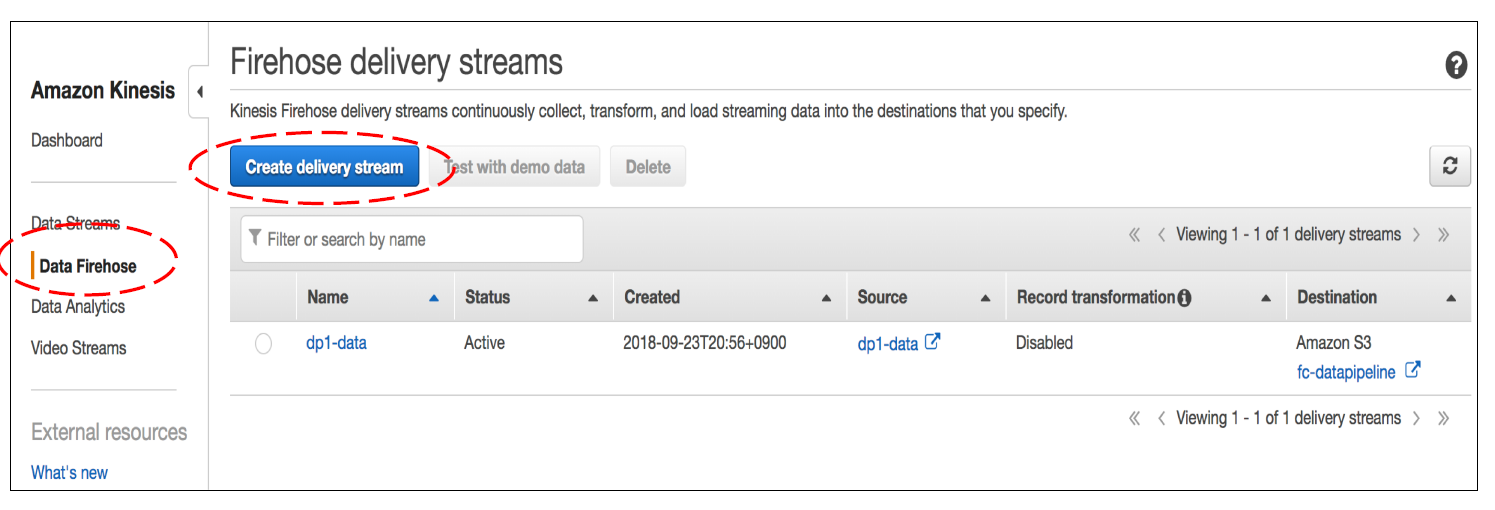 Amazon Kinesis
Dashboard
Data Streams
Data Firehose
Data Analytics
Video Streams
External resources
What's new
Firehose delivery streams
?
Kinesis Firehose delivery streams continuously collect, transform, and load streaming data into the destinations that you specify.
Create delivery stream Test with demo data Delete
Filter or search by name
Viewing 1 - 1 of 1 delivery streams
Name Status Created Source Record transformation Destination
dp1-data Active 2018-09-23T20:56+0900 dp1-data Disabled Amazon S3
fc-datapipeline
Viewing 1 - 1 of 1 delivery streams